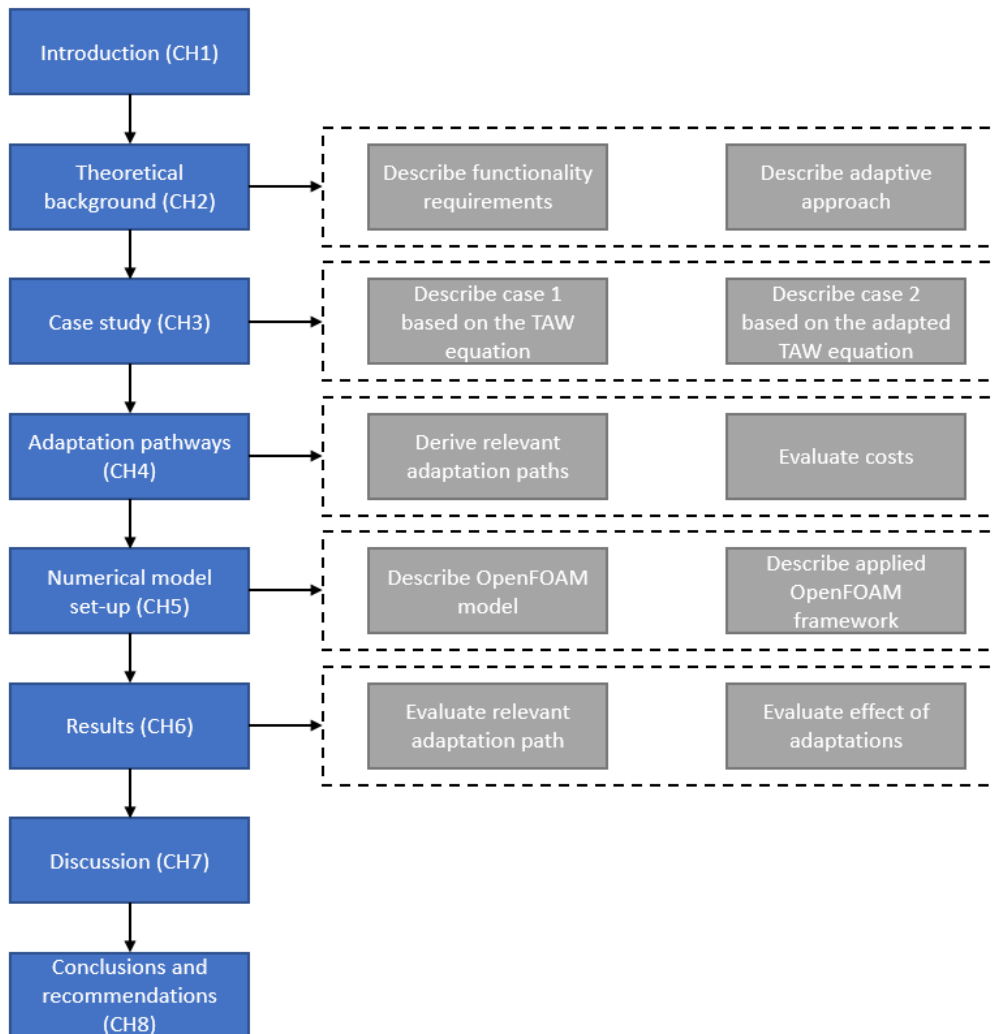 Introduction (CH1)
Theoretical
background (CH2)
Describe functionality
requirements
Describe adaptive
approach
Case study (CH3)
Describe case 1
based on the TAW
equation
Describe case 2
based on the adapted
TAW equation
Adaptation pathways
(CH4)
Derive relevant
adaptation paths
Evaluate costs
Numerical model
set-up (CH5)
Describe OpenFOAM
model
Describe applied
OpenFOAM
framework
Results (CH6)
Evaluate relevant
adaptation path
Evaluate effect of
adaptations
Discussion (CH7)
Conclusions and
recommendations
(CH8)